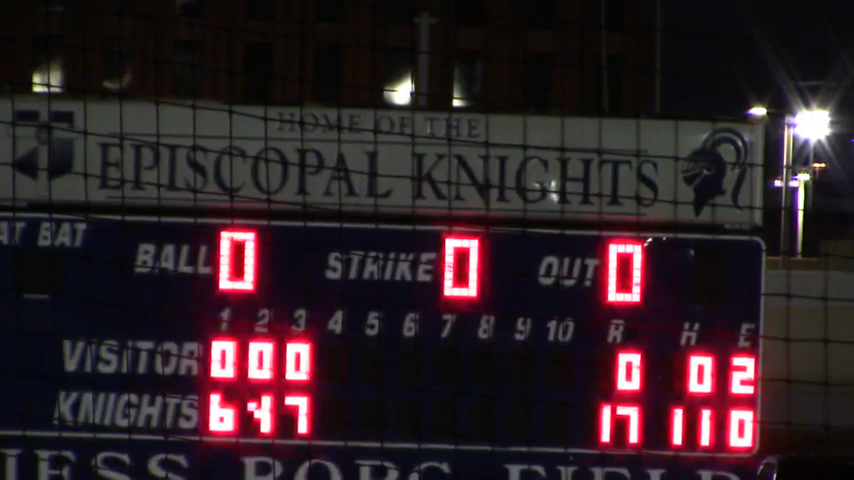 HOME OF THE
EPISCOPAL KNIGHTS
AT BAT
BALL 0 STRIKE 0 OUT 0
1 2 3 4 5 6 7 8 9 10 R H E
VISITOR 0 0 0 0 0 2
KNIGHTS 6 4 7 17 11 0
FIELD